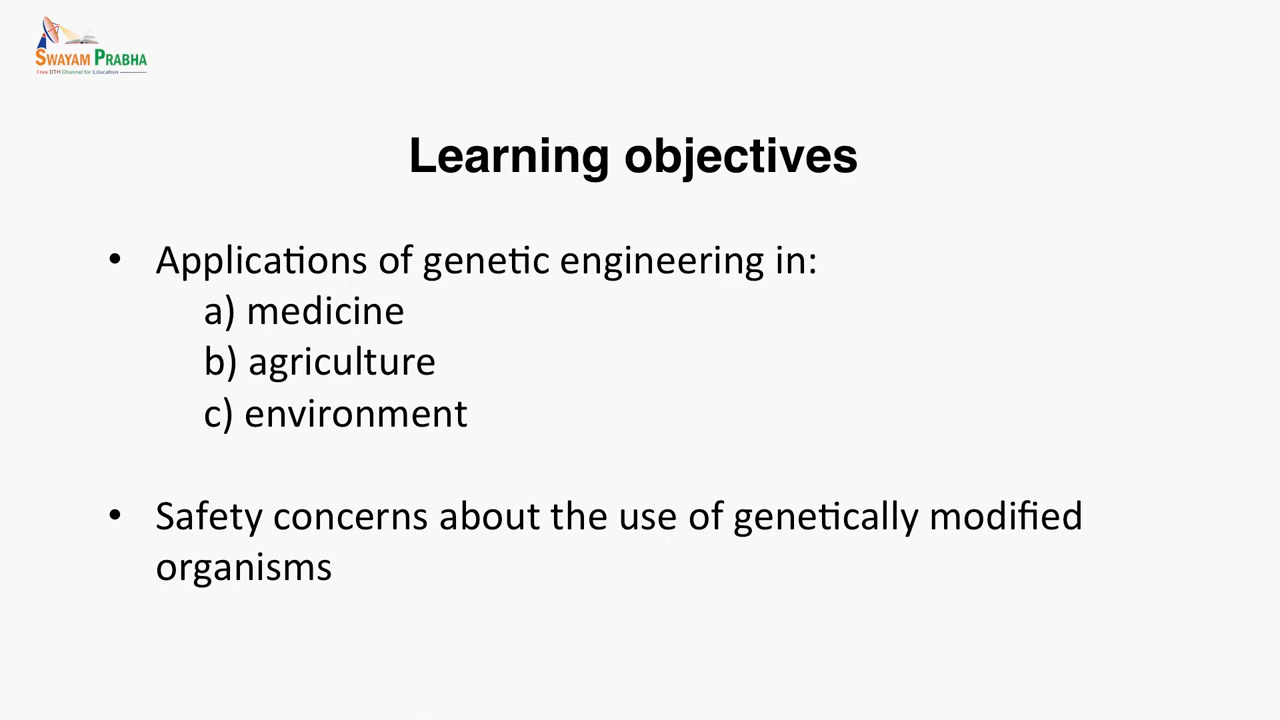 SWAYAM PRABHA
Free DTH Channel for Education
Learning objectives
• Applications of genetic engineering in:
a) medicine
b) agriculture
c) environment
• Safety concerns about the use of genetically modified
organisms